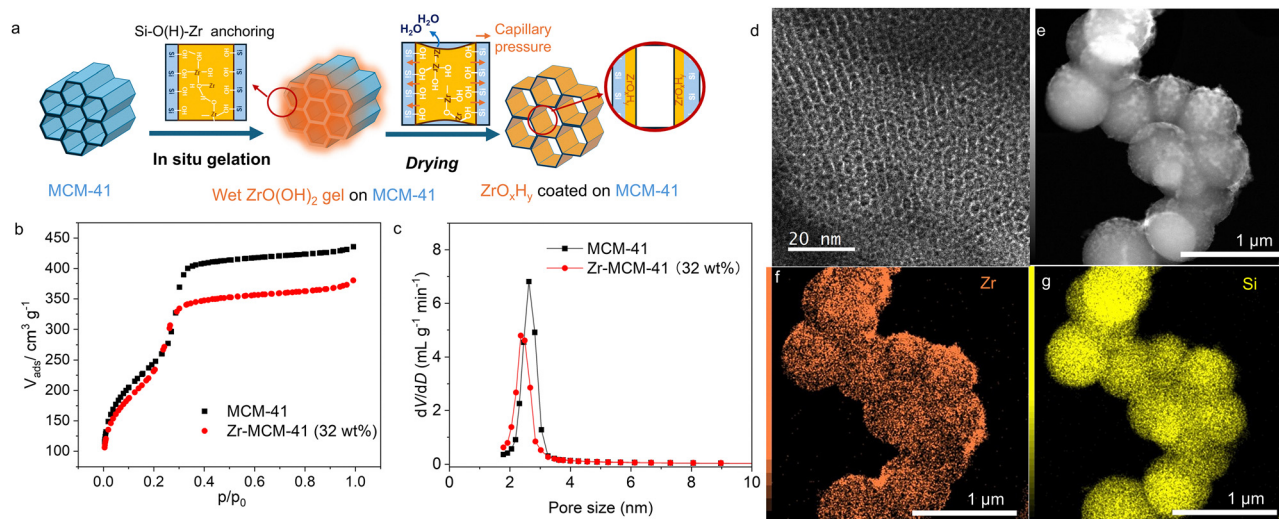 a
Si-O(H)-Zr anchoring
H₂O
H₂O
Capillary
pressure
In situ gelation
Drying
MCM-41
Wet ZrO(OH)₂ gel on MCM-41
ZrOₓHᵧ coated on MCM-41
b
V_ads/ cm³ g⁻¹
450
400
350
300
250
200
150
100
MCM-41
Zr-MCM-41 (32 wt%)
0.0 0.2 0.4 0.6 0.8 1.0
p/p₀
c
dV/dD (mL g⁻¹ min⁻¹)
8
6
4
2
0
MCM-41
Zr-MCM-41 (32 wt%)
0 2 4 6 8 10
Pore size (nm)
d
20 nm
e
1 µm
f
Zr
1 µm
g
Si
1 µm